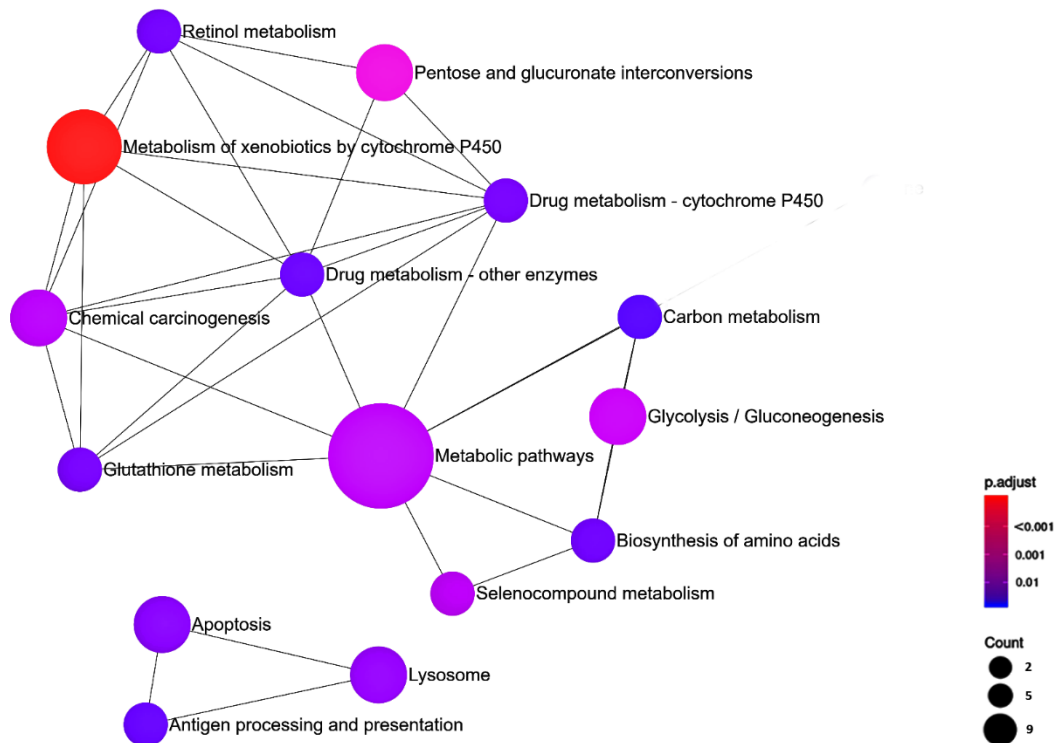 Retinol metabolism
Pentose and glucuronate interconversions
Metabolism of xenobiotics by cytochrome P450
Drug metabolism - cytochrome P450
Drug metabolism - other enzymes
Chemical carcinogenesis
Carbon metabolism
Glycolysis / Gluconeogenesis
Metabolic pathways
Glutathione metabolism
Biosynthesis of amino acids
Selenocompound metabolism
Apoptosis
Lysosome
Antigen processing and presentation
p.adjust
<0.001
0.001
0.01
Count
2
5
9